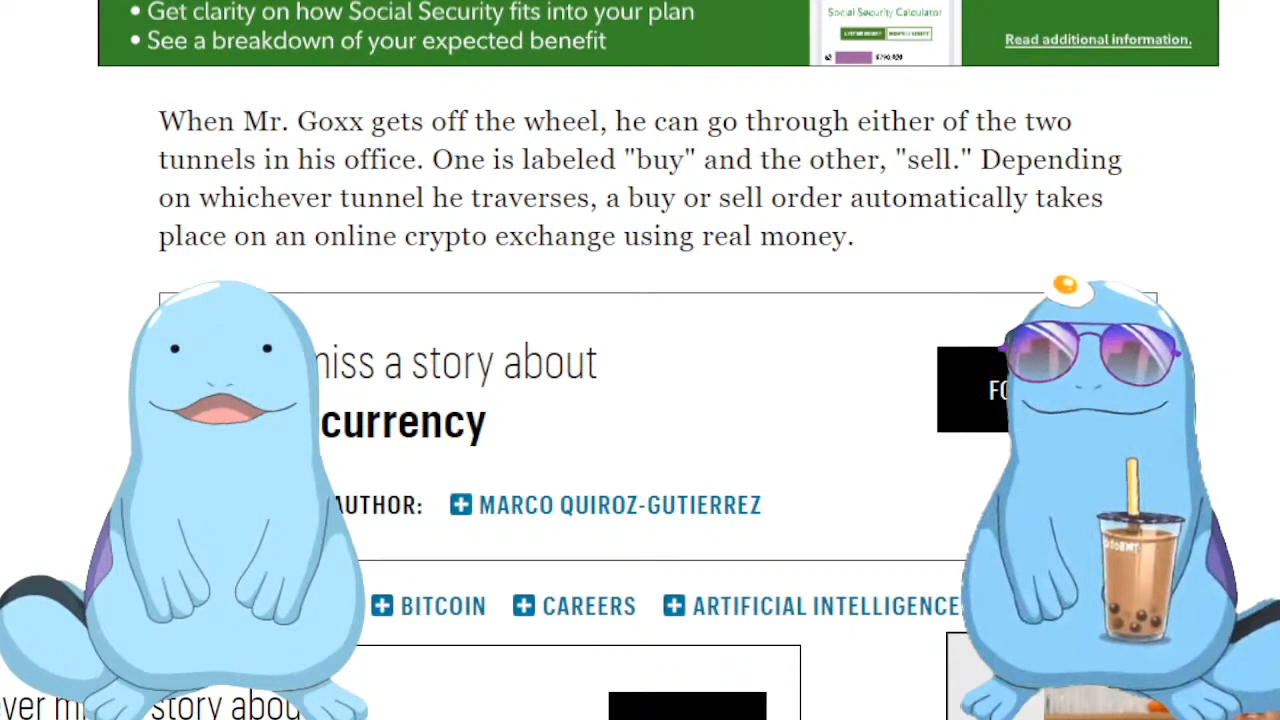 • Get clarity on how Social Security fits into your plan
• See a breakdown of your expected benefit
Social Security Calculator
Read additional information.
When Mr. Goxx gets off the wheel, he can go through either of the two
tunnels in his office. One is labeled "buy" and the other, "sell." Depending
on whichever tunnel he traverses, a buy or sell order automatically takes
place on an online crypto exchange using real money.
miss a story about
currency
FO
AUTHOR: MARCO QUIROZ-GUTIERREZ
BITCOIN CAREERS ARTIFICIAL INTELLIGENCE
story about